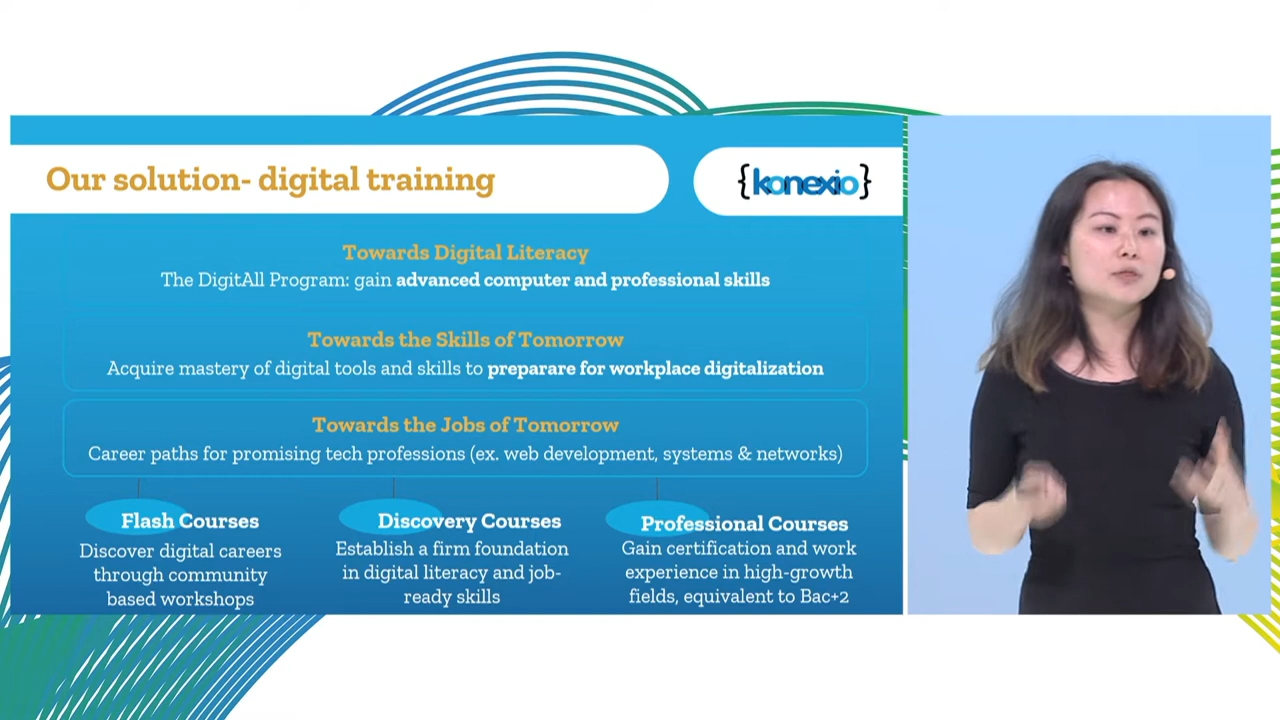 Our solution- digital training
{konexio}
Towards Digital Literacy
The DigitAll Program: gain advanced computer and professional skills
Towards the Skills of Tomorrow
Acquire mastery of digital tools and skills to preparare for workplace digitalization
Towards the Jobs of Tomorrow
Career paths for promising tech professions (ex. web development, systems & networks)
Flash Courses
Discover digital careers
through community
based workshops
Discovery Courses
Establish a firm foundation
in digital literacy and job-
ready skills
Professional Courses
Gain certification and work
experience in high-growth
fields, equivalent to Bac+2